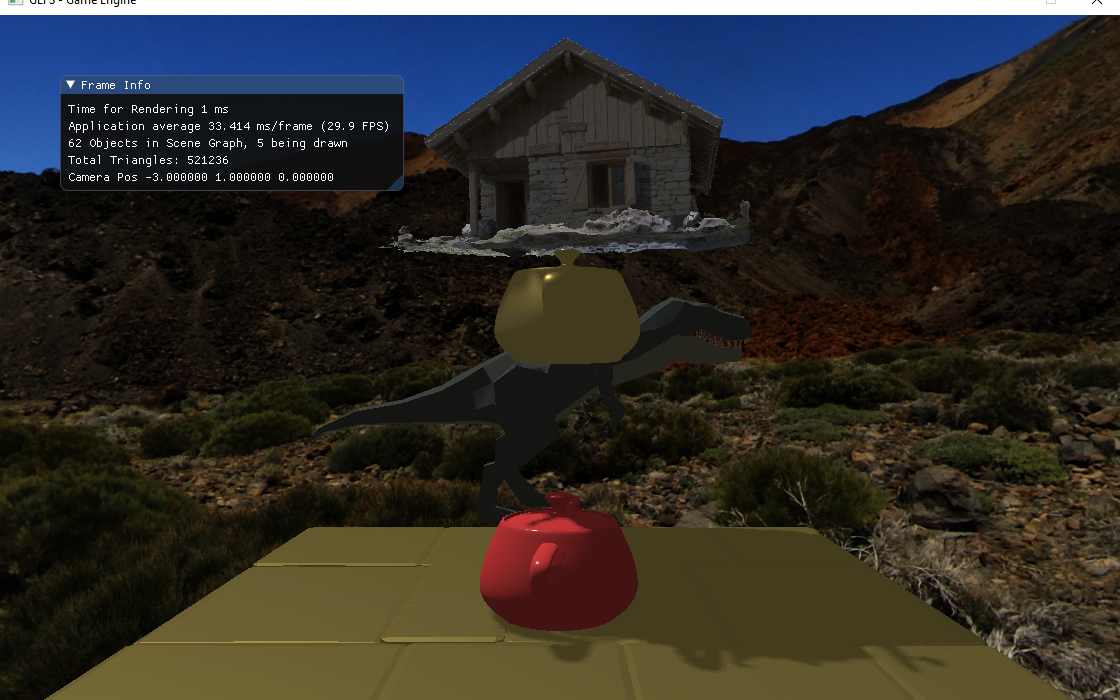 GEFS - Game Engine
Frame Info
Time for Rendering 1 ms
Application average 33.414 ms/frame (29.9 FPS)
62 Objects in Scene Graph, 5 being drawn
Total Triangles: 521236
Camera Pos -3.000000 1.000000 0.000000